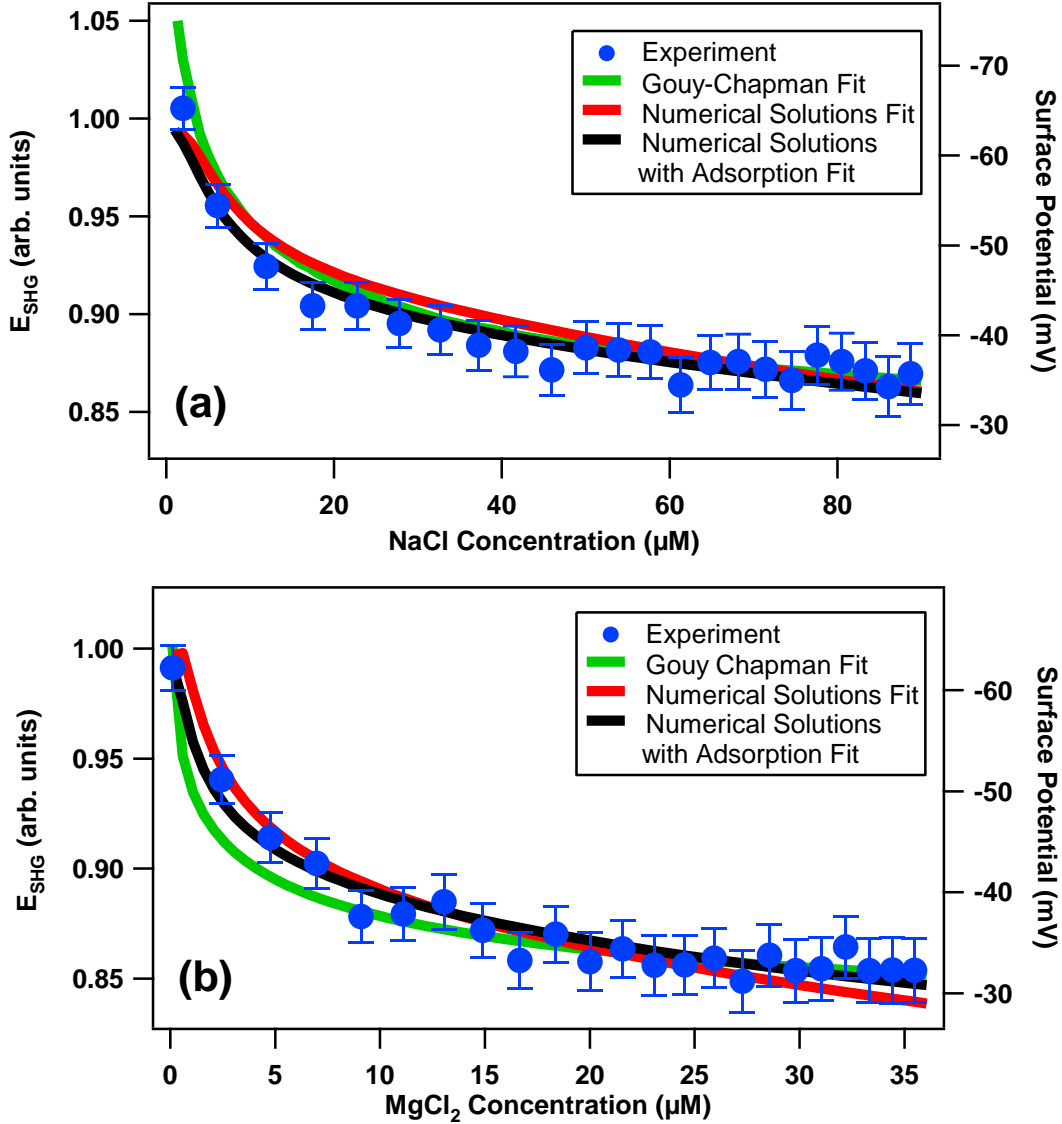 1.05
1.00
0.95
0.90
0.85
E_SHG (arb. units)
Experiment
Gouy-Chapman Fit
Numerical Solutions Fit
Numerical Solutions
with Adsorption Fit
-70
-60
-50
-40
-30
Surface Potential (mV)
(a)
0 20 40 60 80
NaCl Concentration (µM)
1.00
0.95
0.90
0.85
E_SHG (arb. units)
Experiment
Gouy Chapman Fit
Numerical Solutions Fit
Numerical Solutions
with Adsorption Fit
-60
-50
-40
-30
Surface Potential (mV)
(b)
0 5 10 15 20 25 30 35
MgCl₂ Concentration (µM)